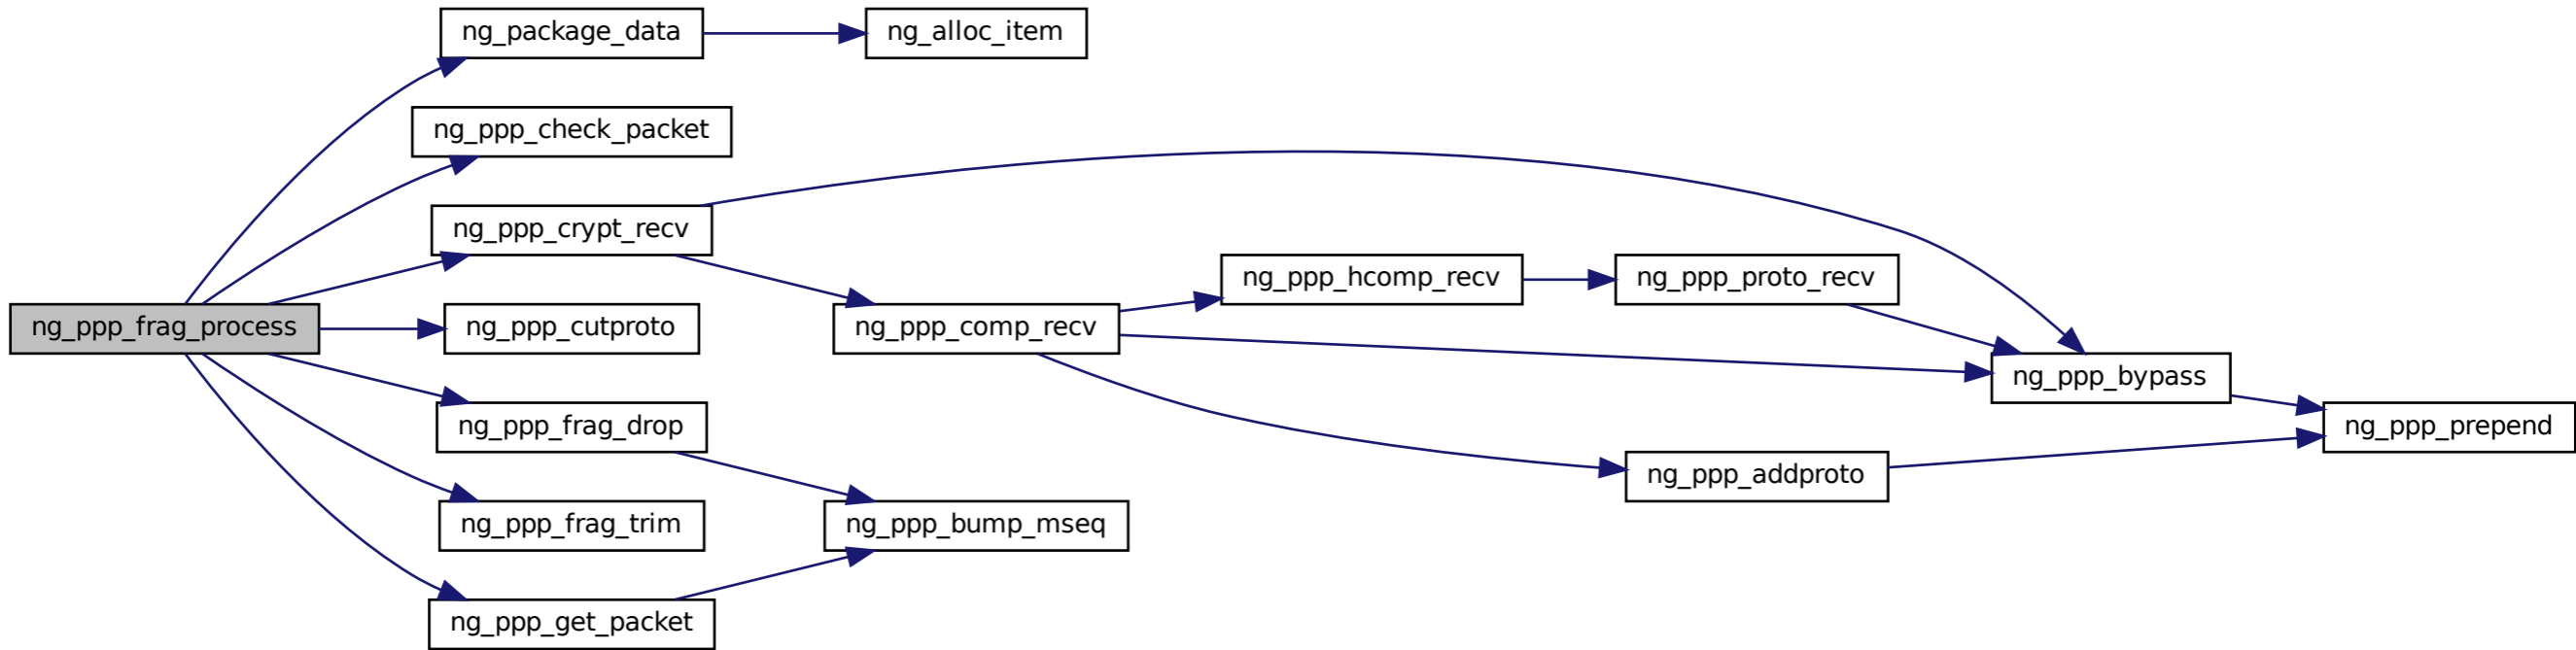 ng_package_data
ng_alloc_item
ng_ppp_check_packet
ng_ppp_crypt_recv
ng_ppp_hcomp_recv
ng_ppp_proto_recv
ng_ppp_frag_process
ng_ppp_cutproto
ng_ppp_comp_recv
ng_ppp_bypass
ng_ppp_frag_drop
ng_ppp_prepend
ng_ppp_addproto
ng_ppp_frag_trim
ng_ppp_bump_mseq
ng_ppp_get_packet